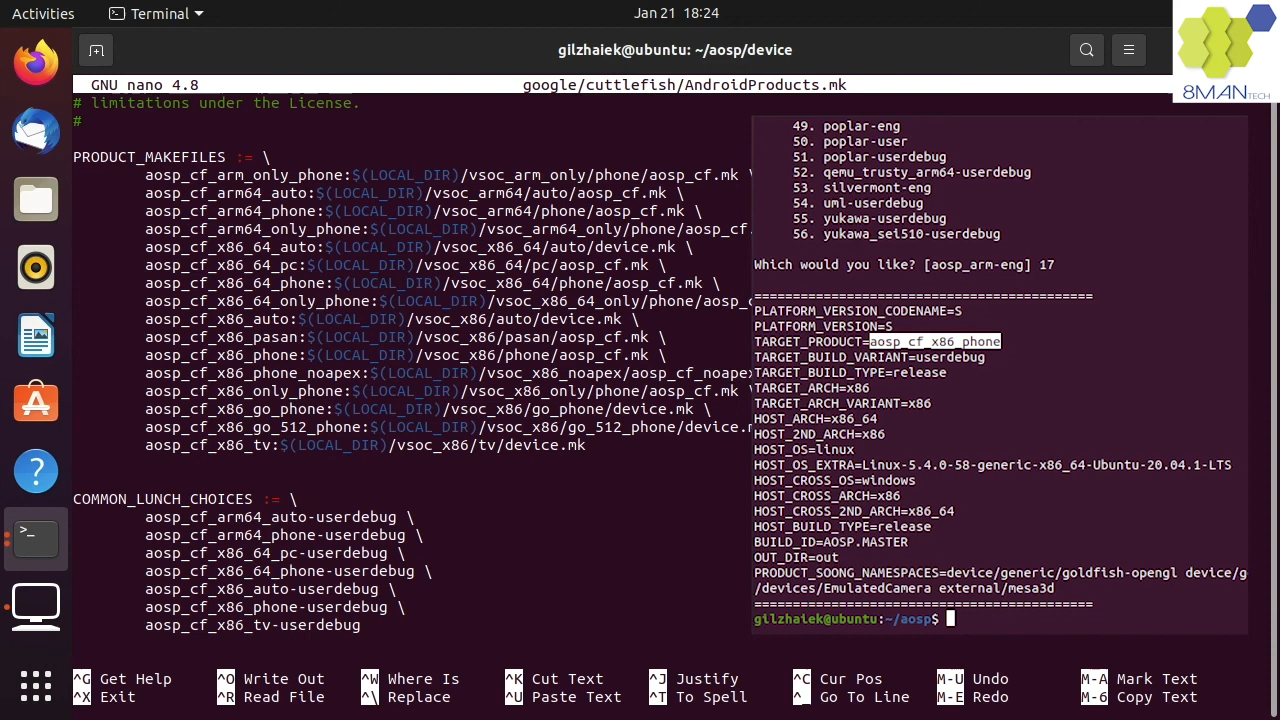 Activities
Terminal
Jan 21 18:24
gilzhaiek@ubuntu: ~/aosp/device
8MAN TECH
GNU nano 4.8
google/cuttlefish/AndroidProducts.mk
# limitations under the License.
#
PRODUCT_MAKEFILES := \
aosp_cf_arm_only_phone:$(LOCAL_DIR)/vsoc_arm_only/phone/aosp_cf.mk \
aosp_cf_arm64_auto:$(LOCAL_DIR)/vsoc_arm64/auto/aosp_cf.mk \
aosp_cf_arm64_phone:$(LOCAL_DIR)/vsoc_arm64/phone/aosp_cf.mk \
aosp_cf_arm64_only_phone:$(LOCAL_DIR)/vsoc_arm64_only/phone/aosp_cf.
aosp_cf_x86_64_auto:$(LOCAL_DIR)/vsoc_x86_64/auto/device.mk \
aosp_cf_x86_64_pc:$(LOCAL_DIR)/vsoc_x86_64/pc/aosp_cf.mk \
aosp_cf_x86_64_phone:$(LOCAL_DIR)/vsoc_x86_64/phone/aosp_cf.mk \
aosp_cf_x86_64_only_phone:$(LOCAL_DIR)/vsoc_x86_64_only/phone/aosp_c
aosp_cf_x86_auto:$(LOCAL_DIR)/vsoc_x86/auto/device.mk \
aosp_cf_x86_pasan:$(LOCAL_DIR)/vsoc_x86/pasan/aosp_cf.mk \
aosp_cf_x86_phone:$(LOCAL_DIR)/vsoc_x86/phone/aosp_cf.mk \
aosp_cf_x86_phone_noapex:$(LOCAL_DIR)/vsoc_x86_noapex/aosp_cf_noapex
aosp_cf_x86_only_phone:$(LOCAL_DIR)/vsoc_x86_only/phone/aosp_cf.mk \
aosp_cf_x86_go_phone:$(LOCAL_DIR)/vsoc_x86/go_phone/device.mk \
aosp_cf_x86_go_512_phone:$(LOCAL_DIR)/vsoc_x86/go_512_phone/device.m
aosp_cf_x86_tv:$(LOCAL_DIR)/vsoc_x86/tv/device.mk
COMMON_LUNCH_CHOICES := \
aosp_cf_arm64_auto-userdebug \
aosp_cf_arm64_phone-userdebug \
aosp_cf_x86_64_pc-userdebug \
aosp_cf_x86_64_phone-userdebug \
aosp_cf_x86_auto-userdebug \
aosp_cf_x86_phone-userdebug \
aosp_cf_x86_tv-userdebug
49. poplar-eng
50. poplar-user
51. poplar-userdebug
52. qemu_trusty_arm64-userdebug
53. silvermont-eng
54. uml-userdebug
55. yukawa-userdebug
56. yukawa_sei510-userdebug
Which would you like? [aosp_arm-eng] 17
============================================
PLATFORM_VERSION_CODENAME=S
PLATFORM_VERSION=S
TARGET_PRODUCT=aosp_cf_x86_phone
TARGET_BUILD_VARIANT=userdebug
TARGET_BUILD_TYPE=release
TARGET_ARCH=x86
TARGET_ARCH_VARIANT=x86
HOST_ARCH=x86_64
HOST_2ND_ARCH=x86
HOST_OS=linux
HOST_OS_EXTRA=Linux-5.4.0-58-generic-x86_64-Ubuntu-20.04.1-LTS
HOST_CROSS_OS=windows
HOST_CROSS_ARCH=x86
HOST_CROSS_2ND_ARCH=x86_64
HOST_BUILD_TYPE=release
BUILD_ID=AOSP.MASTER
OUT_DIR=out
PRODUCT_SOONG_NAMESPACES=device/generic/goldfish-opengl device/g
/devices/EmulatedCamera external/mesa3d
============================================
gilzhaiek@ubuntu:~/aosp$
^G Get Help ^O Write Out ^W Where Is ^K Cut Text ^J Justify ^C Cur Pos M-U Undo M-A Mark Text
^X Exit ^R Read File ^\ Replace ^U Paste Text ^T To Spell ^_ Go To Line M-E Redo M-6 Copy Text